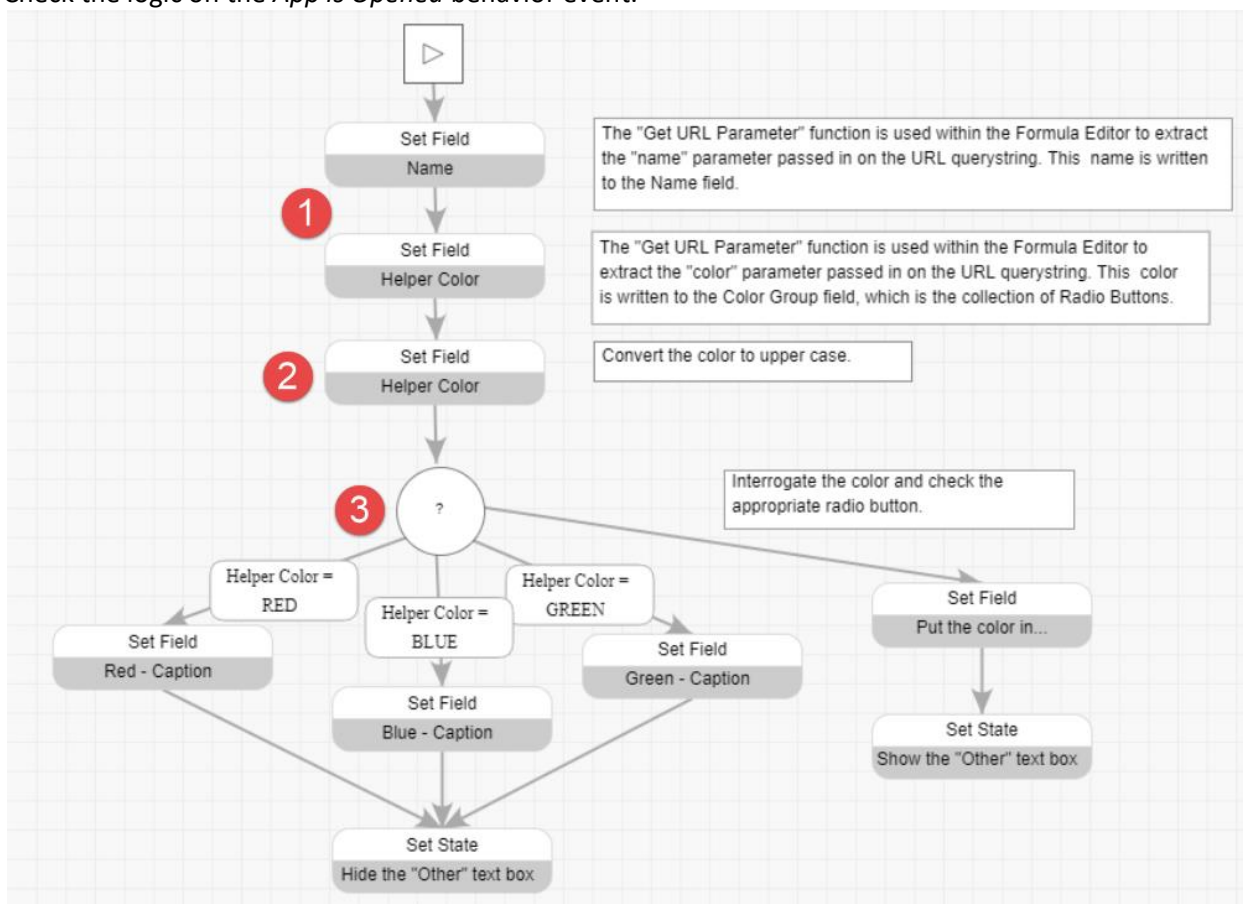 Check the logic on the App is Opened behavior event.
Set Field
Name
The "Get URL Parameter" function is used within the Formula Editor to extract
the "name" parameter passed in on the URL querystring. This name is written
to the Name field.
1
Set Field
Helper Color
The "Get URL Parameter" function is used within the Formula Editor to
extract the "color" parameter passed in on the URL querystring. This color
is written to the Color Group field, which is the collection of Radio Buttons.
2
Set Field
Helper Color
Convert the color to upper case.
3
?
Interrogate the color and check the
appropriate radio button.
Helper Color =
RED
Helper Color =
BLUE
Helper Color =
GREEN
Set Field
Red - Caption
Set Field
Blue - Caption
Set Field
Green - Caption
Set Field
Put the color in...
Set State
Show the "Other" text box
Set State
Hide the "Other" text box